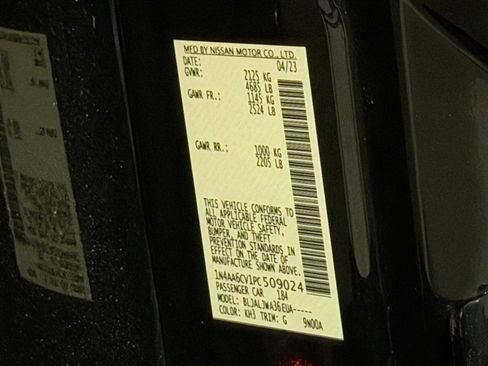 MFD BY NISSAN MOTOR CO., LTD.
DATE: 04/23
GVWR: 2125 KG
4685 LB
GAWR FR.: 1145 KG
2524 LB
GAWR RR.: 1000 KG
2205 LB
THIS VEHICLE CONFORMS TO
ALL APPLICABLE FEDERAL
MOTOR VEHICLE SAFETY,
BUMPER, AND THEFT
PREVENTION STANDARDS IN
EFFECT ON THE DATE OF
MANUFACTURE SHOWN ABOVE.
1N4AA6CV1PC509024
PASSENGER CAR 184
MODEL: BLJALJWA36EUA-----
COLOR: KH3 TRIM: G 9N00A